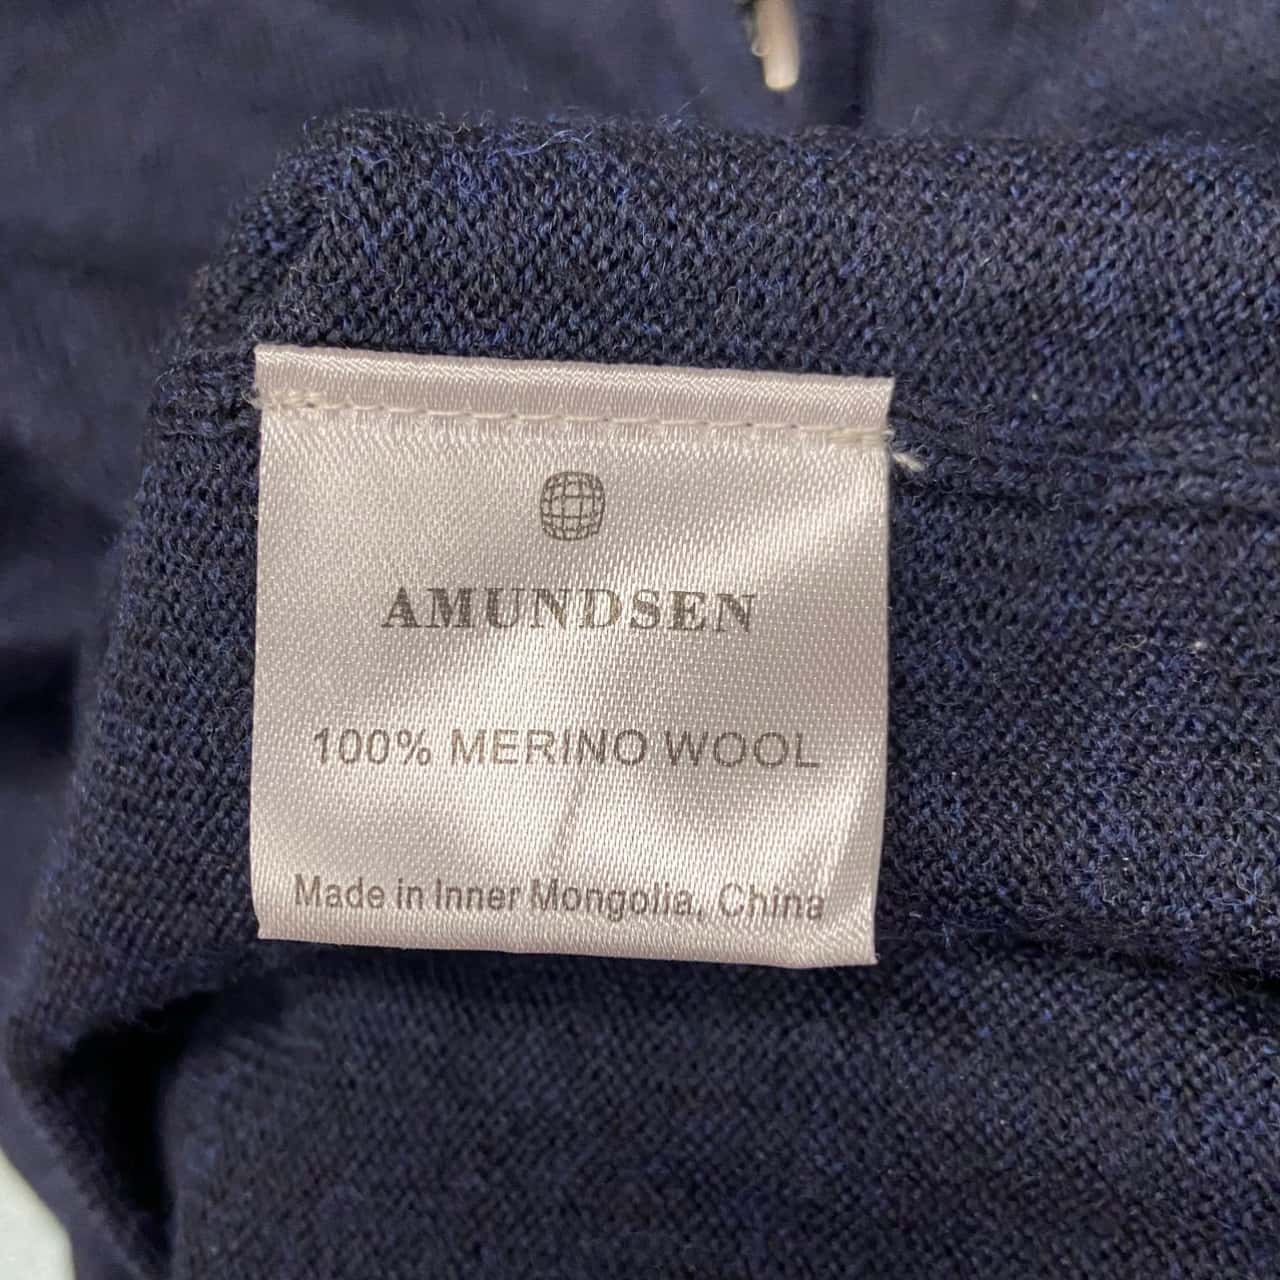 AMUNDSEN
100% MERINO WOOL
Made in Inner Mongolia, China